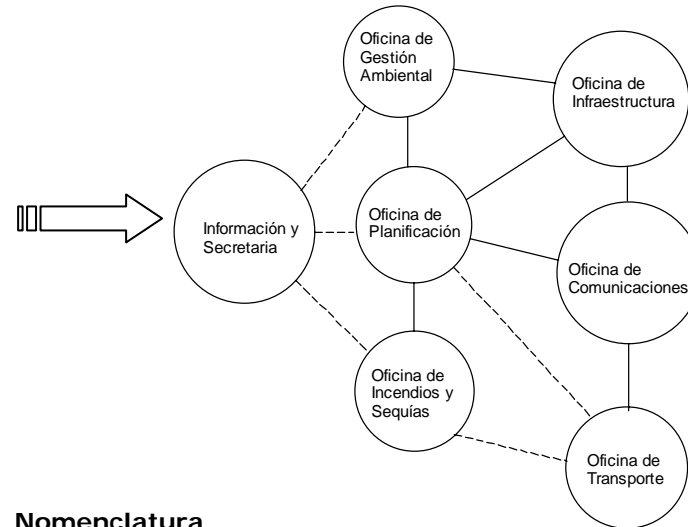 Oficina de
Gestión
Ambiental
Oficina de
Infraestructura
Información y
Secretaria
Oficina de
Planificación
Oficina de
Comunicaciones
Oficina de
Incendios y
Sequías
Oficina de
Transporte
Nomenclatura